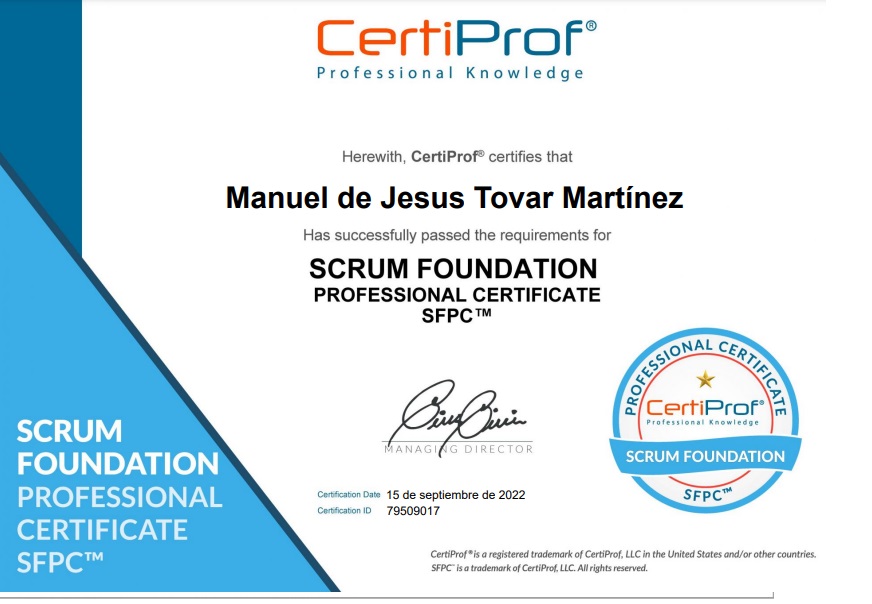 CertiProf®
Professional Knowledge
Herewith, CertiProf® certifies that
Manuel de Jesus Tovar Martínez
Has successfully passed the requirements for
SCRUM FOUNDATION
PROFESSIONAL CERTIFICATE
SFPC™
MANAGING DIRECTOR
Certification Date 15 de septiembre de 2022
Certification ID 79509017
SCRUM
FOUNDATION
PROFESSIONAL
CERTIFICATE
SFPC™
PROFESSIONAL CERTIFICATE
CertiProf®
Professional Knowledge
SCRUM FOUNDATION
SFPC™
CertiProf® is a registered trademark of CertiProf, LLC in the United States and/or other countries.
SFPC™ is a trademark of CertiProf, LLC. All rights reserved.